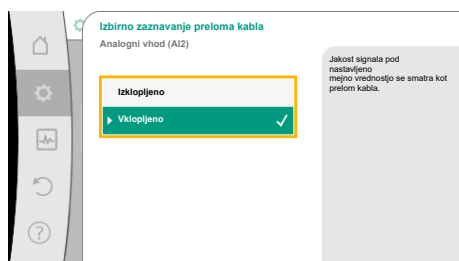 Izbirno zaznavanje preloma kabla
Analogni vhod (AI2)
Izklopljeno
Vklopljeno
Jakost signala pod
nastavljeno
mejno vrednostjo se smatra kot
prelom kabla.
?